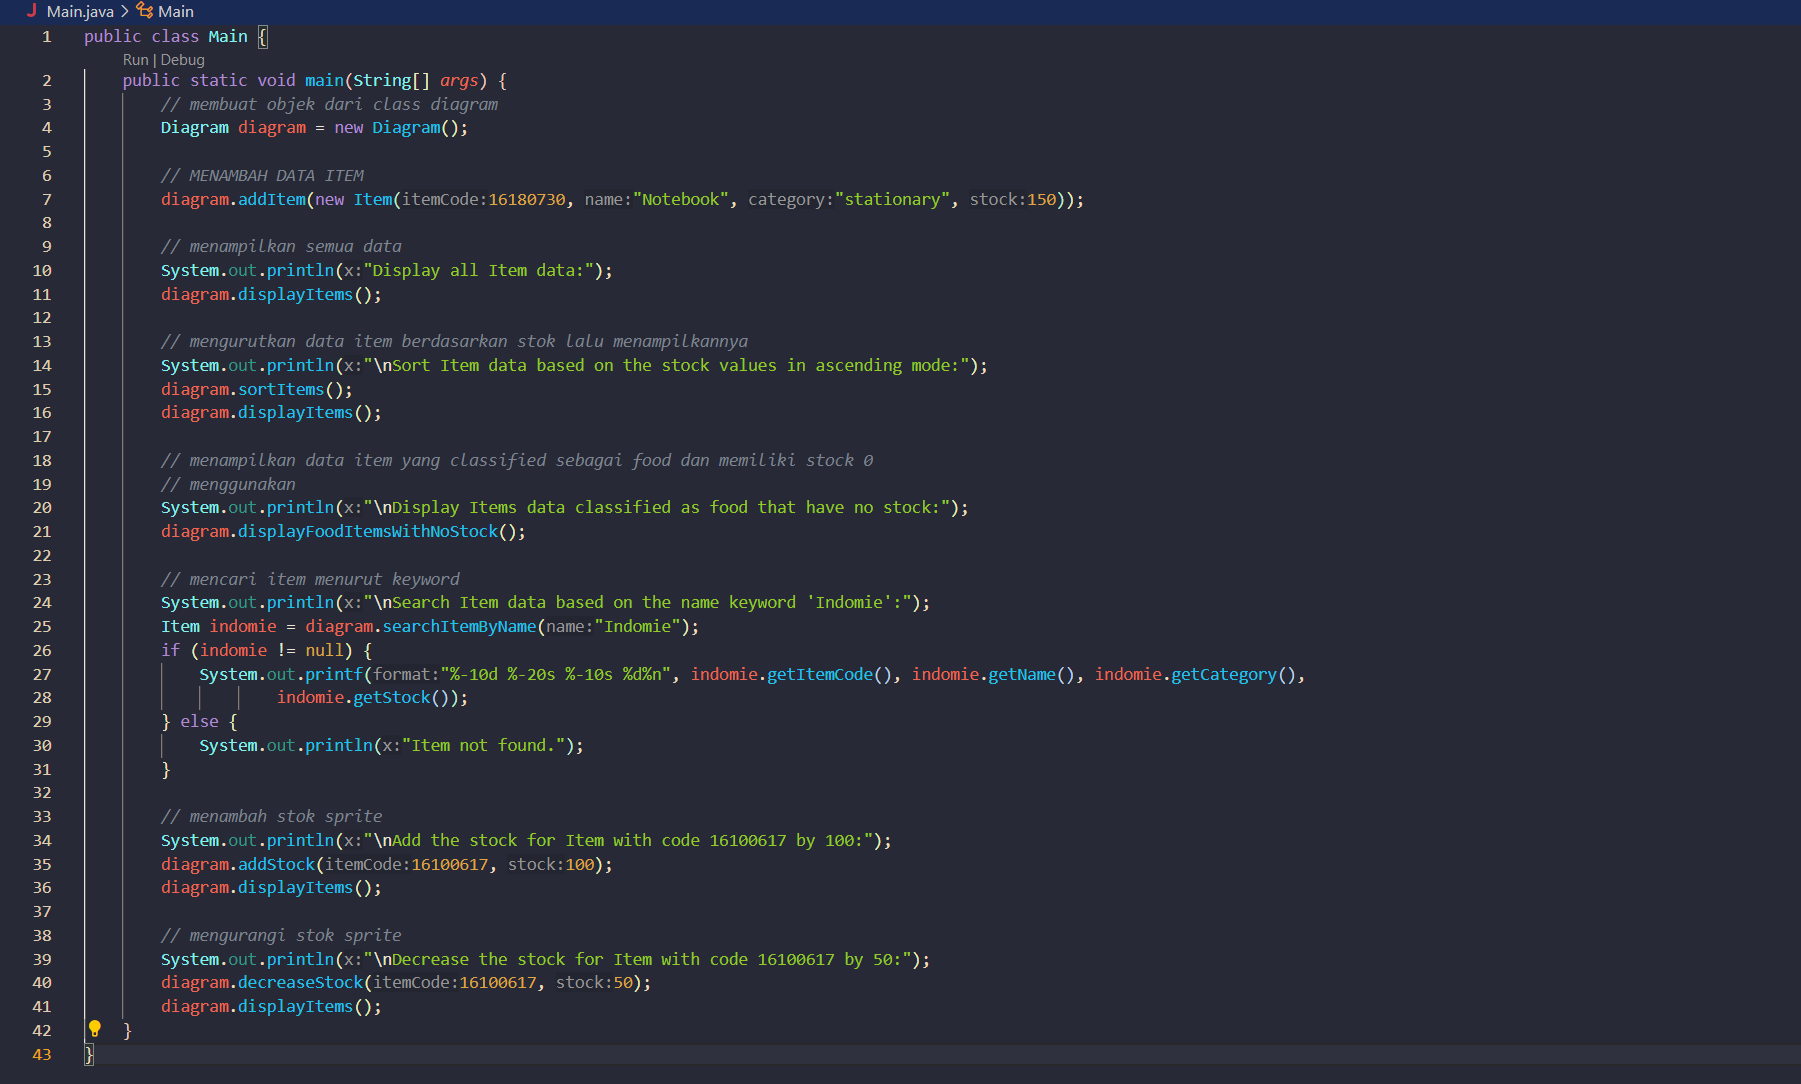 Main.java > Main
1 public class Main {
Run | Debug
2 public static void main(String[] args) {
3 // membuat objek dari class diagram
4 Diagram diagram = new Diagram();
5
6 // MENAMBAH DATA ITEM
7 diagram.addItem(new Item(itemCode:16180730, name:"Notebook", category:"stationary", stock:150));
8
9 // menampilkan semua data
10 System.out.println(x:"Display all Item data:");
11 diagram.displayItems();
12
13 // mengurutkan data item berdasarkan stok lalu menampilkannya
14 System.out.println(x:"\nSort Item data based on the stock values in ascending mode:");
15 diagram.sortItems();
16 diagram.displayItems();
17
18 // menampilkan data item yang classified sebagai food dan memiliki stock 0
19 // menggunakan
20 System.out.println(x:"\nDisplay Items data classified as food that have no stock:");
21 diagram.displayFoodItemsWithNoStock();
22
23 // mencari item menurut keyword
24 System.out.println(x:"\nSearch Item data based on the name keyword 'Indomie':");
25 Item indomie = diagram.searchItemByName(name:"Indomie");
26 if (indomie != null) {
27 System.out.printf(format:"%-10d %-20s %-10s %d%n", indomie.getItemCode(), indomie.getName(), indomie.getCategory(),
28 indomie.getStock());
29 } else {
30 System.out.println(x:"Item not found.");
31 }
32
33 // menambah stok sprite
34 System.out.println(x:"\nAdd the stock for Item with code 16100617 by 100:");
35 diagram.addStock(itemCode:16100617, stock:100);
36 diagram.displayItems();
37
38 // mengurangi stok sprite
39 System.out.println(x:"\nDecrease the stock for Item with code 16100617 by 50:");
40 diagram.decreaseStock(itemCode:16100617, stock:50);
41 diagram.displayItems();
42 }
43 }